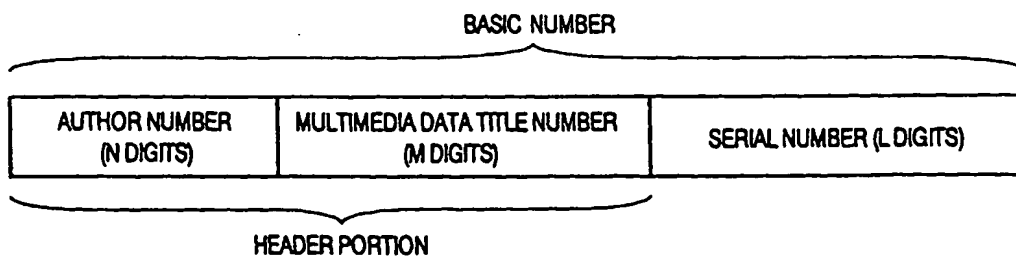 BASIC NUMBER
AUTHOR NUMBER
(N DIGITS)
MULTIMEDIA DATA TITLE NUMBER
(M DIGITS)
SERIAL NUMBER (L DIGITS)
HEADER PORTION